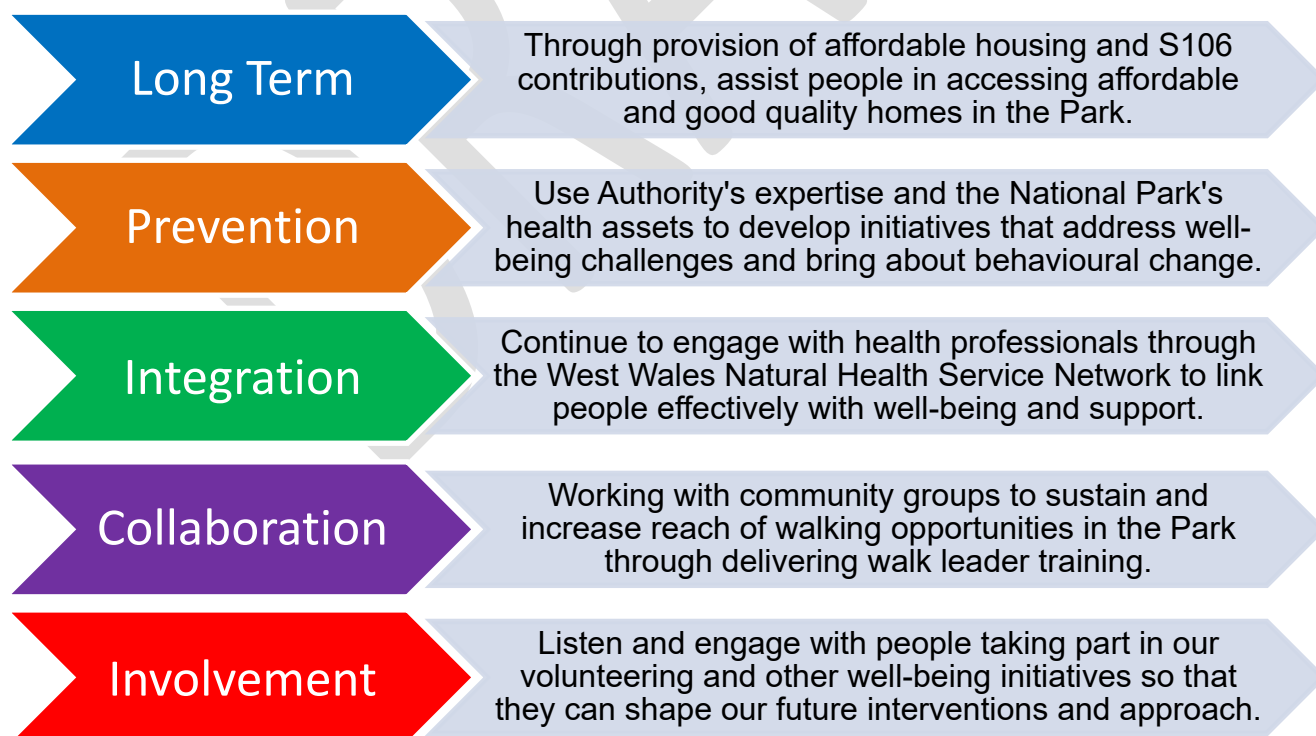 Long Term
Through provision of affordable housing and S106
contributions, assist people in accessing affordable
and good quality homes in the Park.
Prevention
Use Authority's expertise and the National Park's
health assets to develop initiatives that address well-
being challenges and bring about behavioural change.
Integration
Continue to engage with health professionals through
the West Wales Natural Health Service Network to link
people effectively with well-being and support.
Collaboration
Working with community groups to sustain and
increase reach of walking opportunities in the Park
through delivering walk leader training.
Involvement
Listen and engage with people taking part in our
volunteering and other well-being initiatives so that
they can shape our future interventions and approach.